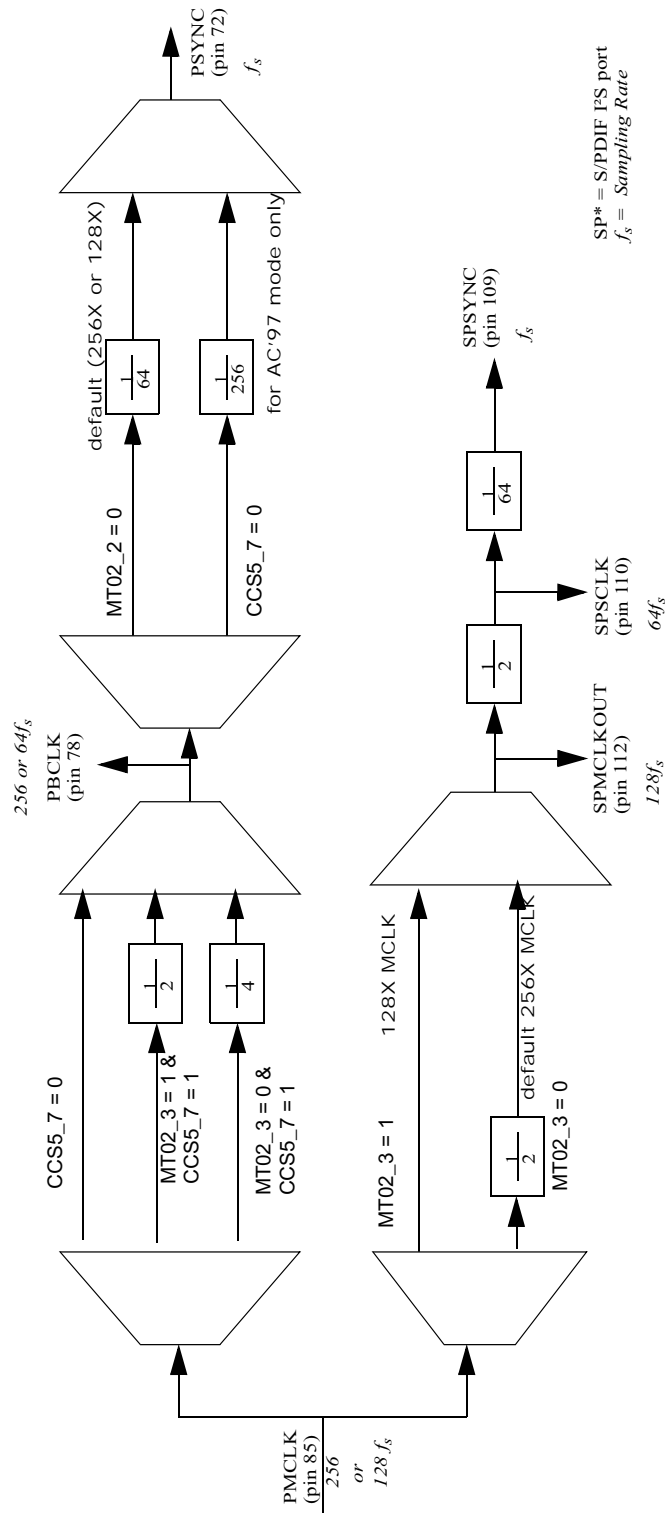 PMCLK
(pin 85)
256
or
128 fs
CCS5_7 = 0
MT02_3 = 1 &
CCS5_7 = 1
MT02_3 = 0 &
CCS5_7 = 1
1
2
1
4
256 or 64fs
PBCLK
(pin 78)
MT02_2 = 0
CCS5_7 = 0
default (256X or 128X)
1
64
1
256
for AC'97 mode only
PSYNC
(pin 72)
fs
MT02_3 = 1
128X MCLK
1
2
MT02_3 = 0
default 256X MCLK
SPMCLKOUT
(pin 112)
128fs
1
2
SPSCLK
(pin 110)
64fs
1
64
SPSYNC
(pin 109)
fs
SP* = S/PDIF I²S port
fs = Sampling Rate